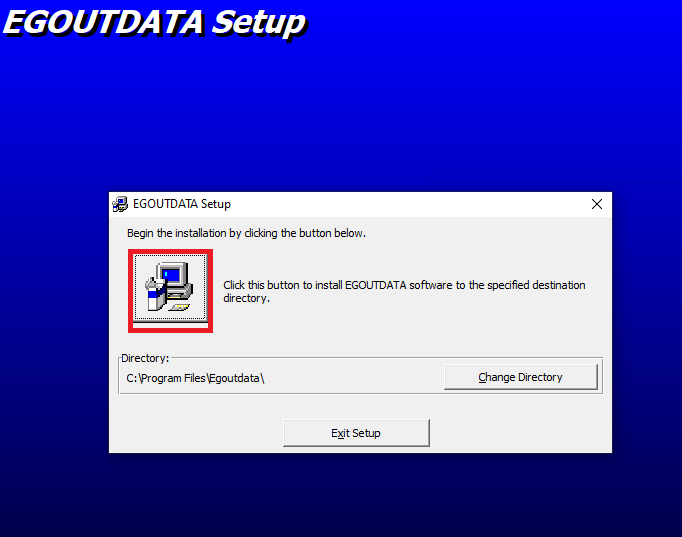 EGOUTDATA Setup
EGOUTDATA Setup
Begin the installation by clicking the button below.
Click this button to install EGOUTDATA software to the specified destination
directory.
Directory:
C:\Program Files\Egoutdata\
Change Directory
Exit Setup